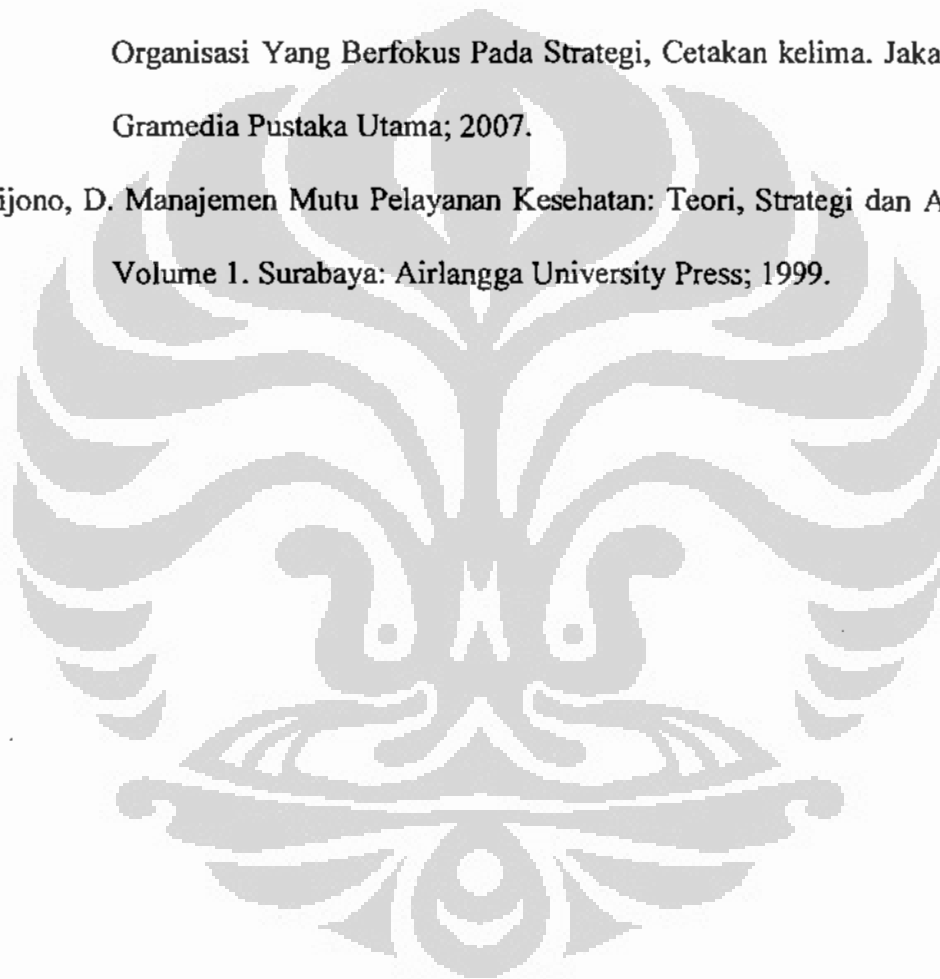 Organisasi Yang Berfokus Pada Strategi, Cetakan kelima. Jaka
Gramedia Pustaka Utama; 2007.
ijono, D. Manajemen Mutu Pelayanan Kesehatan: Teori, Strategi dan A
Volume 1. Surabaya: Airlangga University Press; 1999.